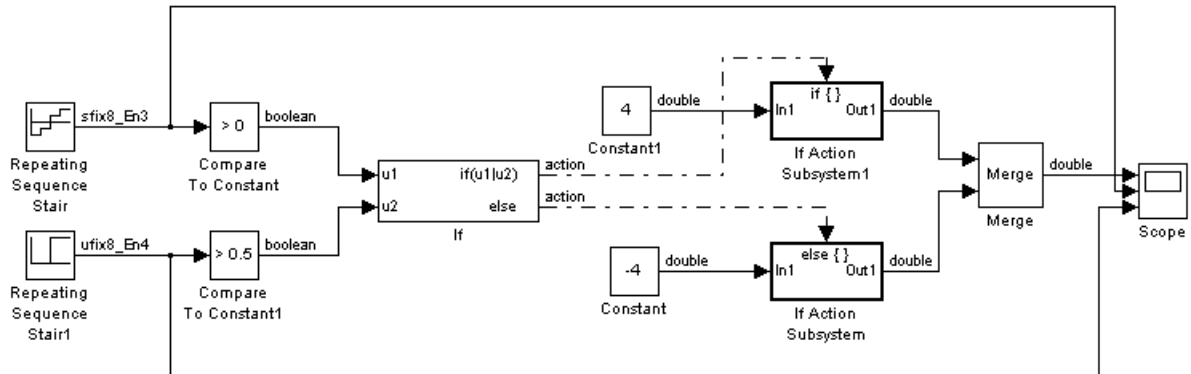 sfix8_En3
> 0
boolean
Repeating
Sequence
Stair
Compare
To Constant
ufix8_En4
> 0.5
boolean
Repeating
Sequence
Stair1
Compare
To Constant1
u1
if(u1|u2)
u2
else
If
action
action
4
double
Constant1
if { }
In1
Out1
double
If Action
Subsystem1
-4
double
Constant
else { }
In1
Out1
double
If Action
Subsystem
Merge
double
Merge
Scope